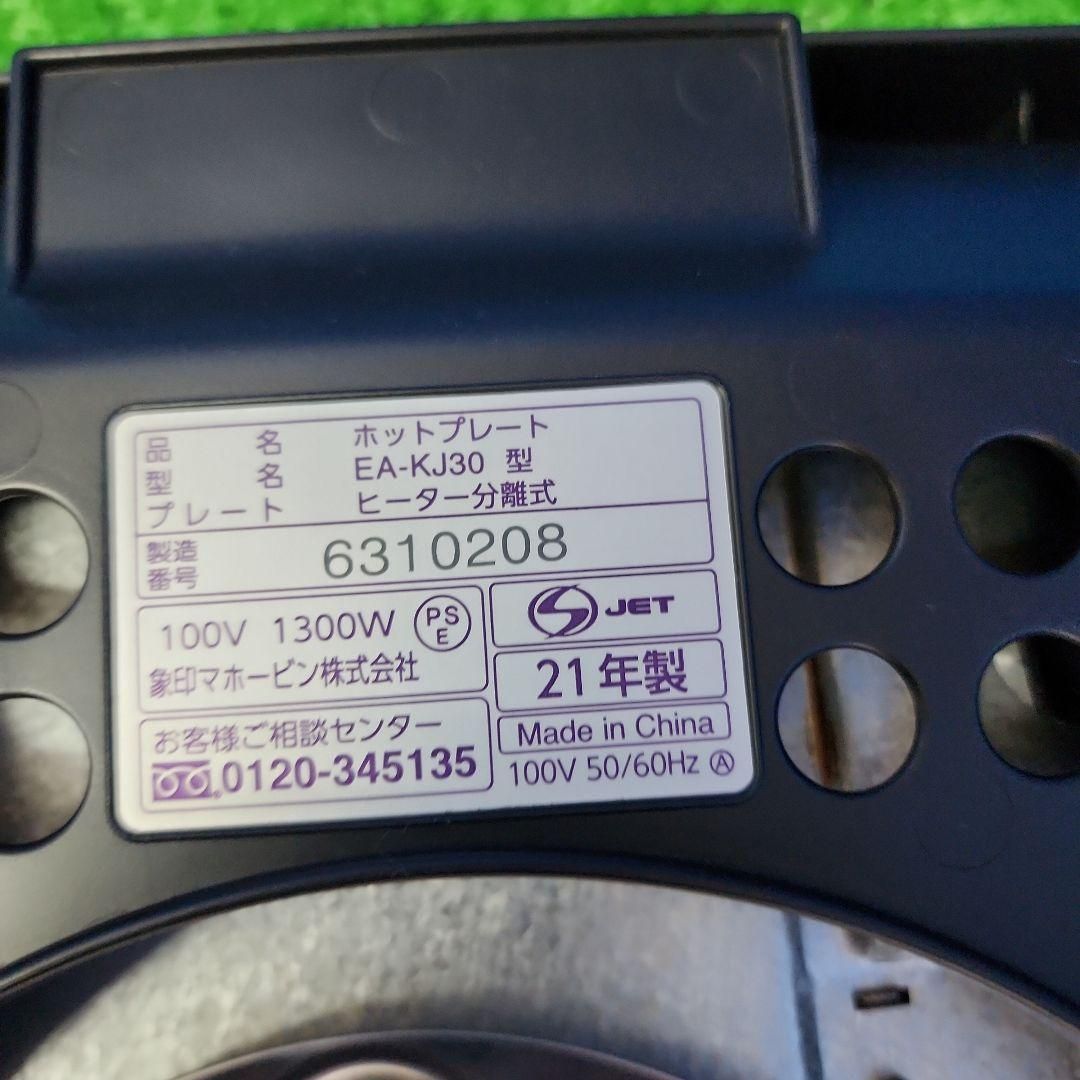 品名 ホットプレート
型名 EA-KJ30 型
プレート ヒーター分離式
製造番号 6310208
100V 1300W PSE
象印マホービン株式会社
お客様ご相談センター
0120-345135
S JET
21年製
Made in China
100V 50/60Hz Ⓐ